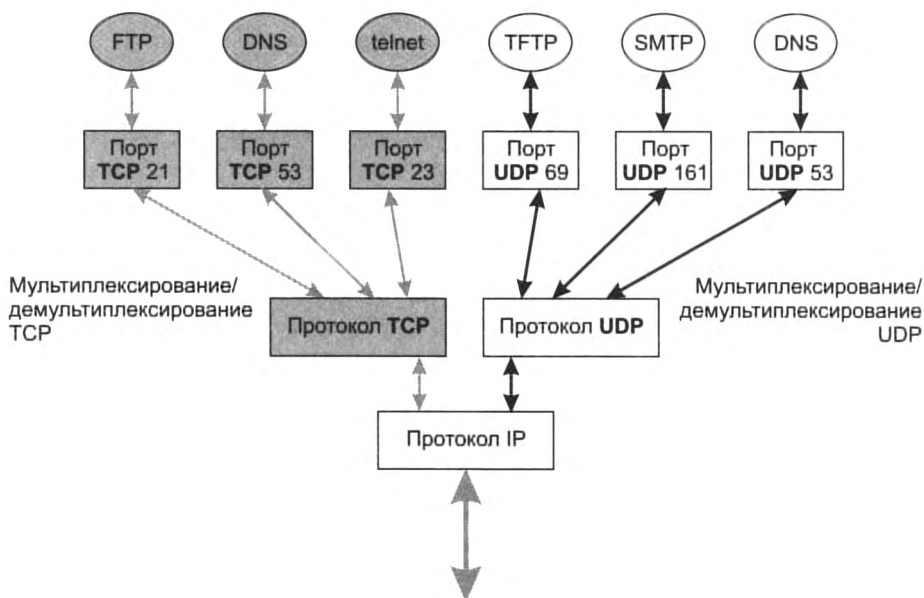 FTP
DNS
telnet
TFTP
SMTP
DNS
Порт
TCP 21
Порт
TCP 53
Порт
TCP 23
Порт
UDP 69
Порт
UDP 161
Порт
UDP 53
Мультиплексирование/
демультиплексирование
TCP
Протокол TCP
Протокол UDP
Мультиплексирование/
демультиплексирование
UDP
Протокол IP